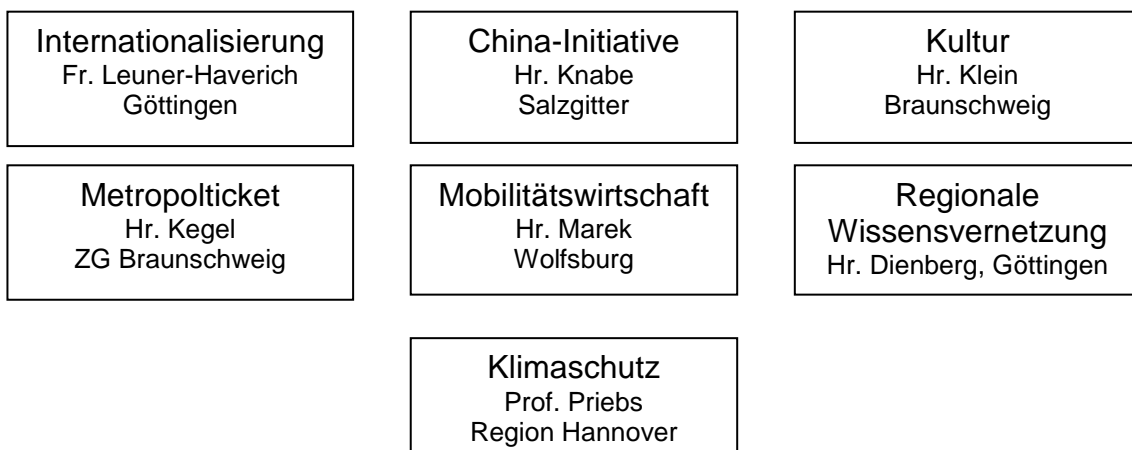 Internationalisierung
Fr. Leuner-Haverich
Göttingen
China-Initiative
Hr. Knabe
Salzgitter
Kultur
Hr. Klein
Braunschweig
Metropolticket
Hr. Kegel
ZG Braunschweig
Mobilitätswirtschaft
Hr. Marek
Wolfsburg
Regionale
Wissensvernetzung
Hr. Dienberg, Göttingen
Klimaschutz
Prof. Priebs
Region Hannover